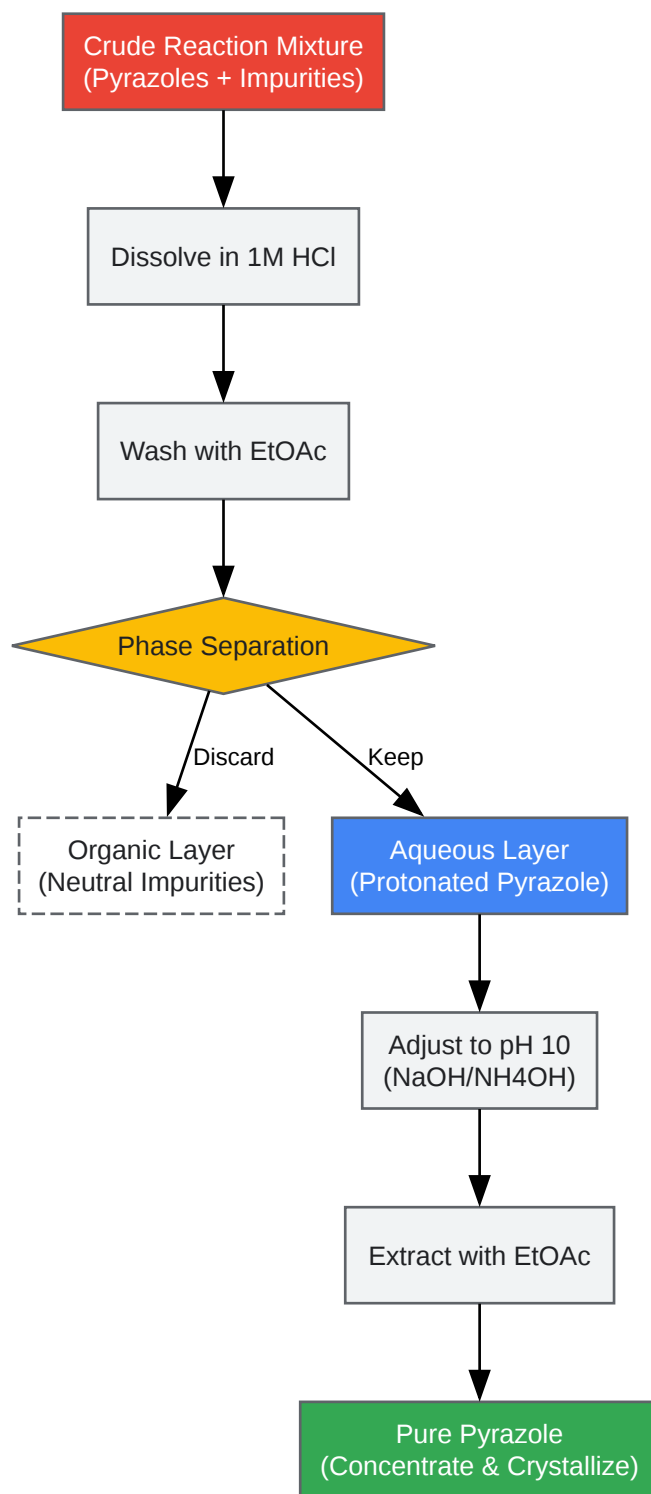 Crude Reaction Mixture
(Pyrazoles + Impurities)
Dissolve in 1M HCl
Wash with EtOAc
Phase Separation
Discard
Keep
Organic Layer
(Neutral Impurities)
Aqueous Layer
(Protonated Pyrazole)
Adjust to pH 10
(NaOH/NH4OH)
Extract with EtOAc
Pure Pyrazole
(Concentrate & Crystallize)